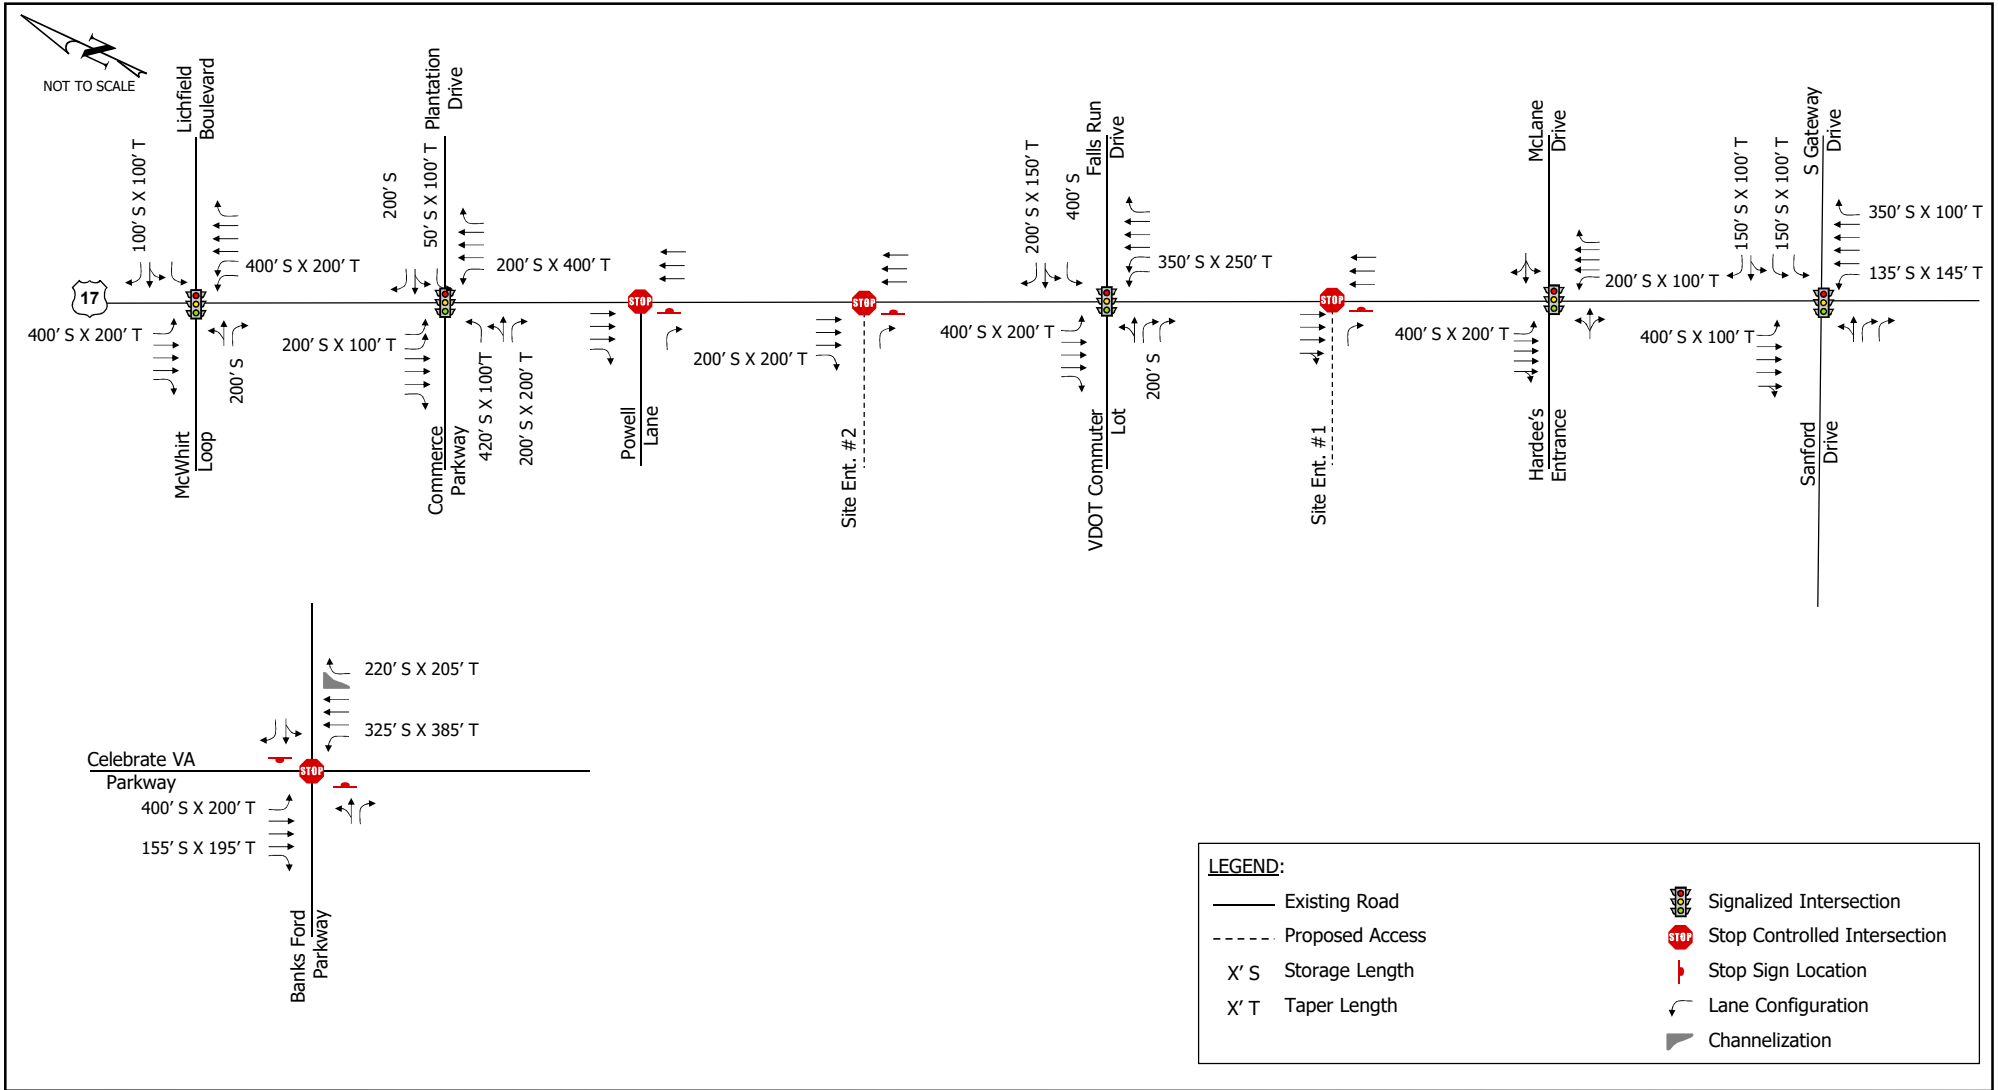 N
NOT TO SCALE
Lichfield
Boulevard
100' S X 100' T
400' S X 200' T
17
400' S X 200' T
200' S
McWhirt
Loop
Plantation
Drive
200' S
50' S X 100' T
200' S X 400' T
200' S X 100' T
420' S X 100'T
200' S X 200' T
Commerce
Parkway
STOP
Powell
Lane
STOP
200' S X 200' T
Site Ent. #2
Falls Run
Drive
200' S X 150' T
400' S
350' S X 250' T
400' S X 200' T
200' S
VDOT Commuter
Lot
STOP
Site Ent. #1
McLane
Drive
200' S X 100' T
400' S X 200' T
Hardee's
Entrance
S Gateway
Drive
150' S X 100' T
150' S X 100' T
350' S X 100' T
135' S X 145' T
400' S X 100' T
Sanford
Drive
220' S X 205' T
325' S X 385' T
Celebrate VA
Parkway
STOP
400' S X 200' T
155' S X 195' T
Banks Ford
Parkway
LEGEND:
Existing Road
Proposed Access
X' S Storage Length
X' T Taper Length
Signalized Intersection
STOP Stop Controlled Intersection
Stop Sign Location
Lane Configuration
Channelization